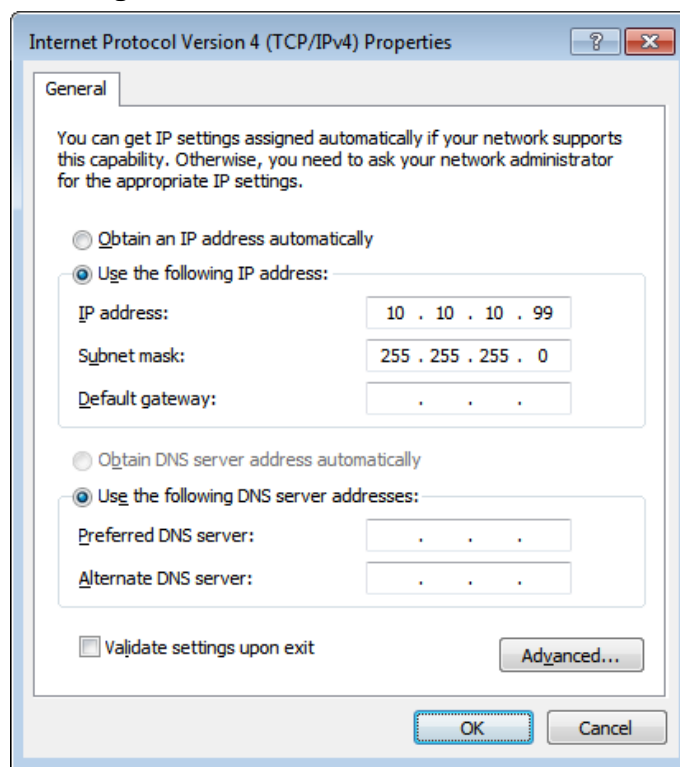 Internet Protocol Version 4 (TCP/IPv4) Properties
General
You can get IP settings assigned automatically if your network supports
this capability. Otherwise, you need to ask your network administrator
for the appropriate IP settings.
Obtain an IP address automatically
Use the following IP address:
IP address: 10 . 10 . 10 . 99
Subnet mask: 255 . 255 . 255 . 0
Default gateway: . . .
Obtain DNS server address automatically
Use the following DNS server addresses:
Preferred DNS server: . . .
Alternate DNS server: . . .
Validate settings upon exit
Advanced...
OK Cancel